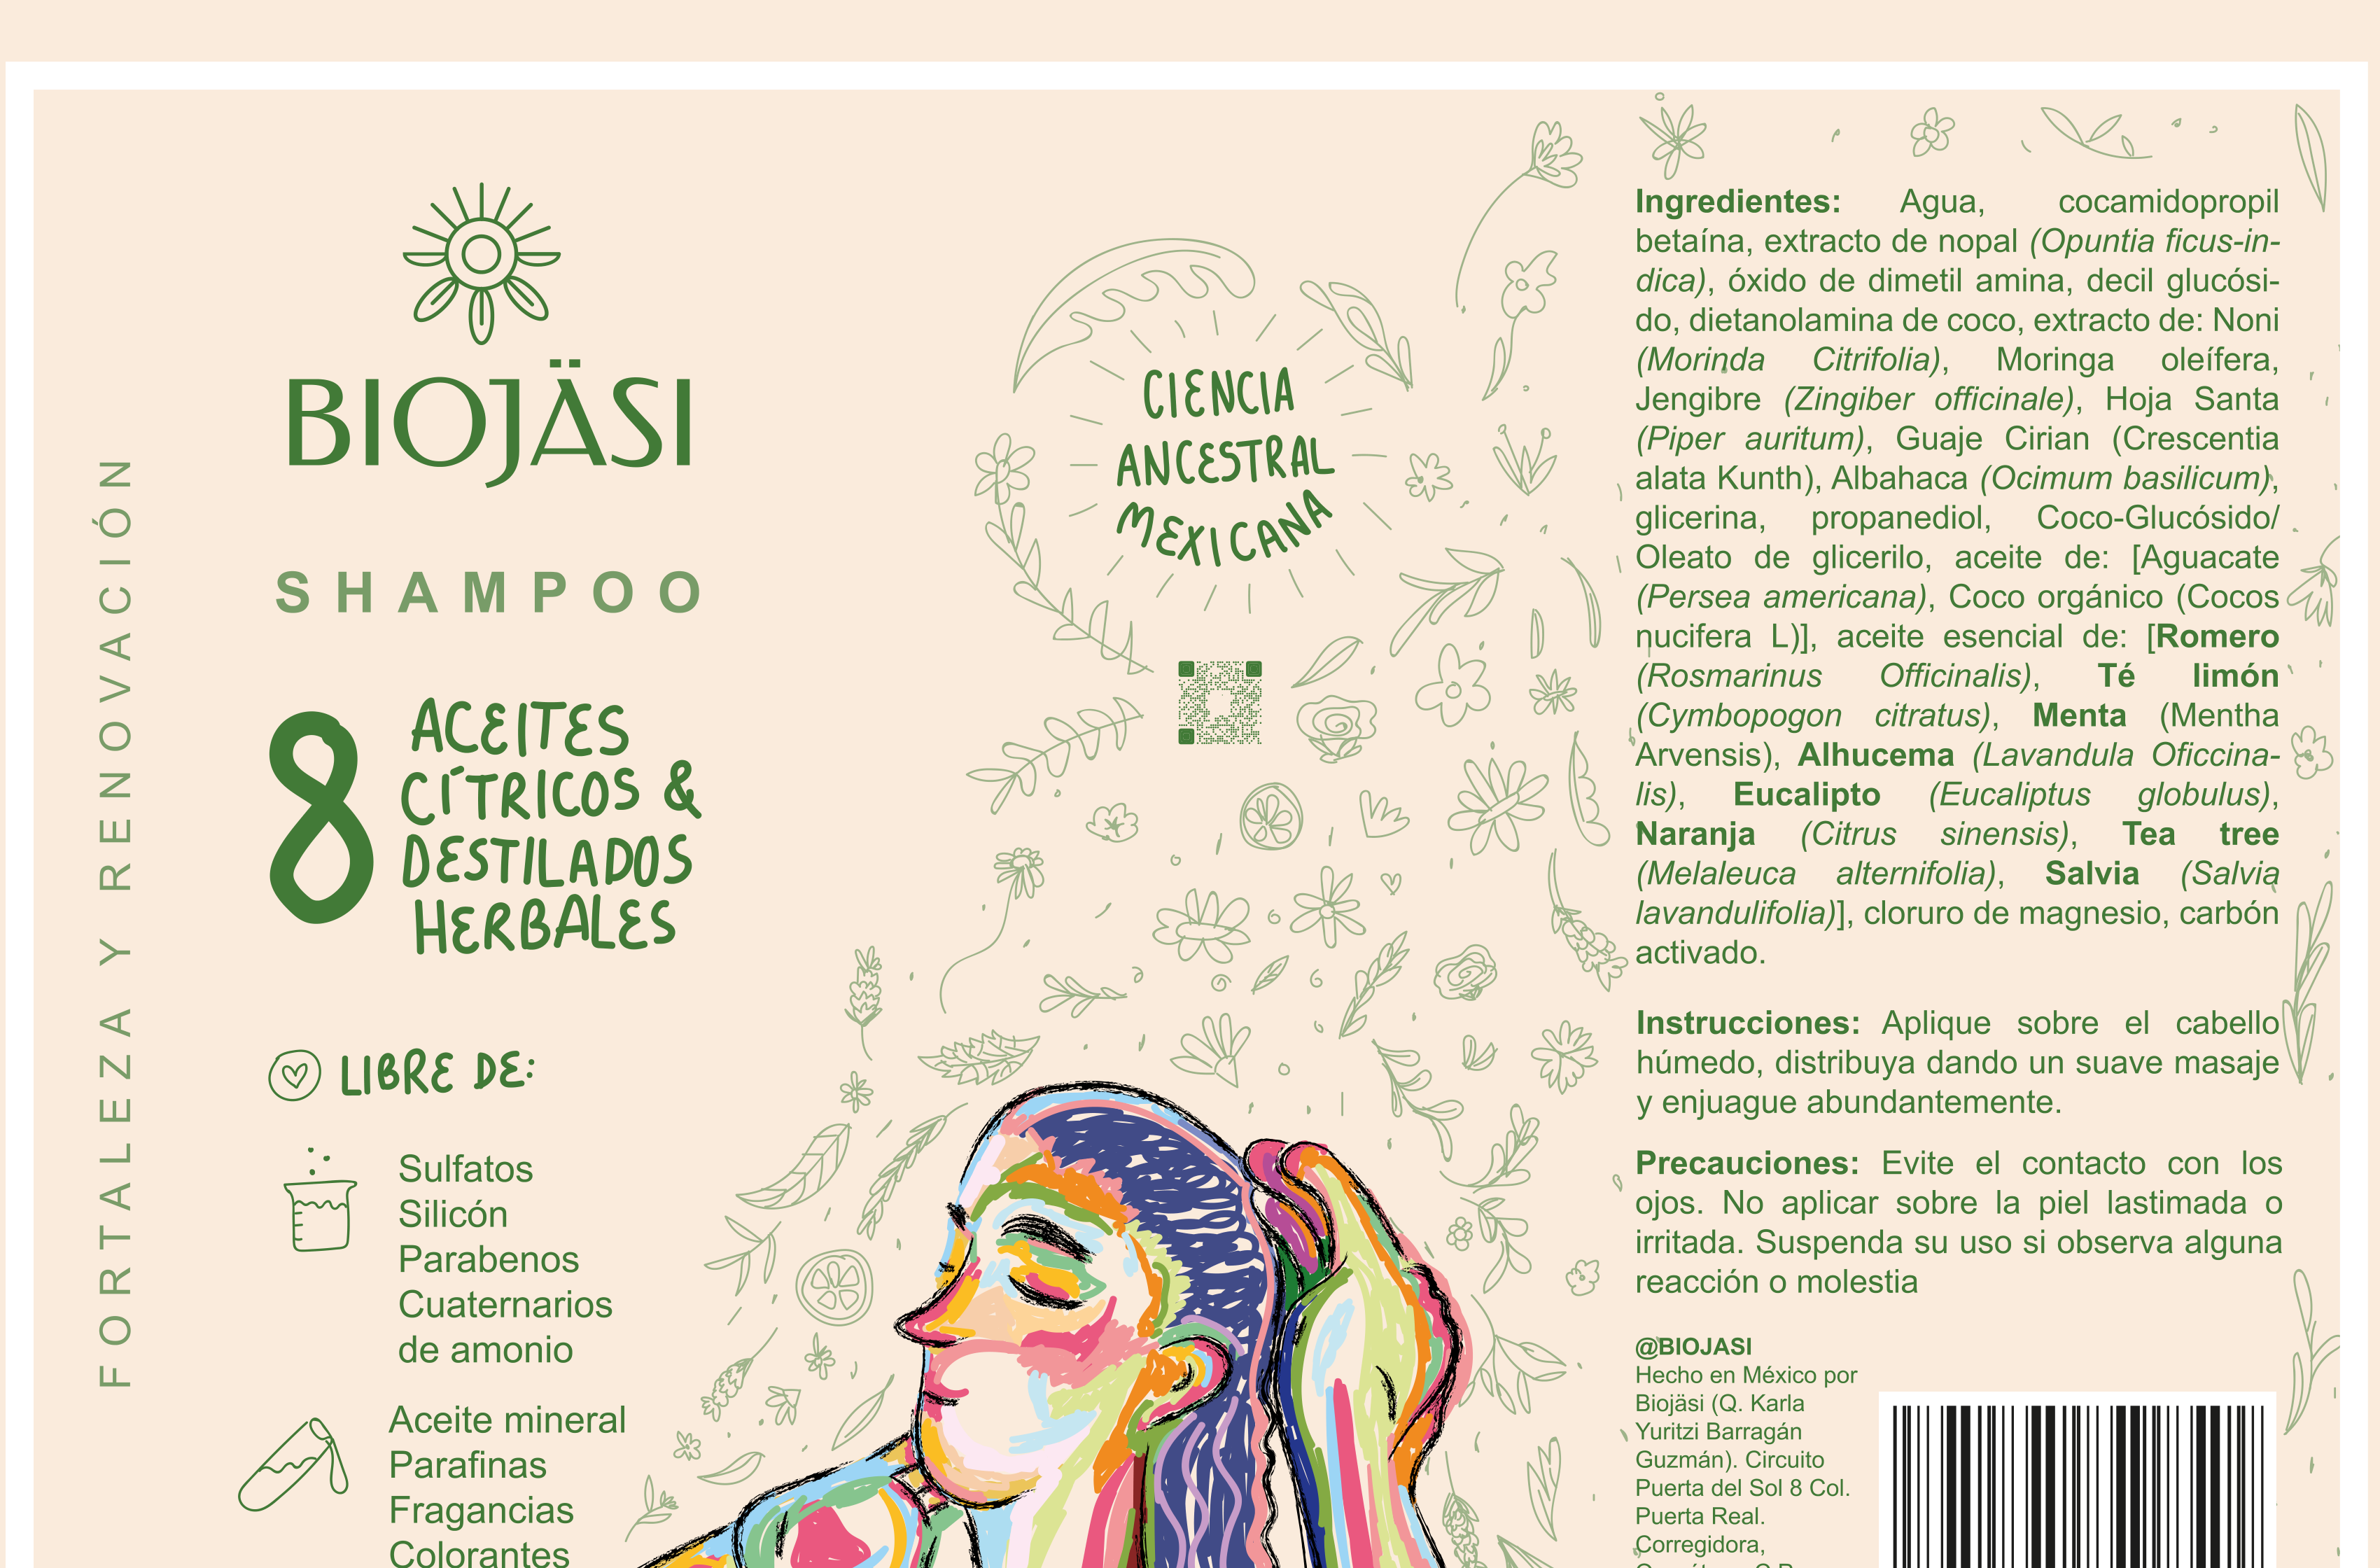 FORTALEZA Y RENOVACIÓN
BIOJÄSI
SHAMPOO
8
ACEITES
CÍTRICOS &
DESTILADOS
HERBALES
LIBRE DE:
Sulfatos
Silicón
Parabenos
Cuaternarios
de amonio
Aceite mineral
Parafinas
Fragancias
Colorantes
CIENCIA
ANCESTRAL
MEXICANA
Ingredientes: Agua, cocamidopropil
betaína, extracto de nopal (Opuntia ficus-in-
dica), óxido de dimetil amina, decil glucósi-
do, dietanolamina de coco, extracto de: Noni
(Morinda Citrifolia), Moringa oleífera,
Jengibre (Zingiber officinale), Hoja Santa
(Piper auritum), Guaje Cirian (Crescentia
alata Kunth), Albahaca (Ocimum basilicum),
glicerina, propanediol, Coco-Glucósido/
Oleato de glicerilo, aceite de: [Aguacate
(Persea americana), Coco orgánico (Cocos
nucifera L)], aceite esencial de: [Romero
(Rosmarinus Officinalis), Té limón
(Cymbopogon citratus), Menta (Mentha
Arvensis), Alhucema (Lavandula Oficcina-
lis), Eucalipto (Eucaliptus globulus),
Naranja (Citrus sinensis), Tea tree
(Melaleuca alternifolia), Salvia (Salvia
lavandulifolia)], cloruro de magnesio, carbón
activado.
Instrucciones: Aplique sobre el cabello
húmedo, distribuya dando un suave masaje
y enjuague abundantemente.
Precauciones: Evite el contacto con los
ojos. No aplicar sobre la piel lastimada o
irritada. Suspenda su uso si observa alguna
reacción o molestia
@BIOJASI
Hecho en México por
Biojäsi (Q. Karla
Yuritzi Barragán
Guzmán). Circuito
Puerta del Sol 8 Col.
Puerta Real.
Corregidora,